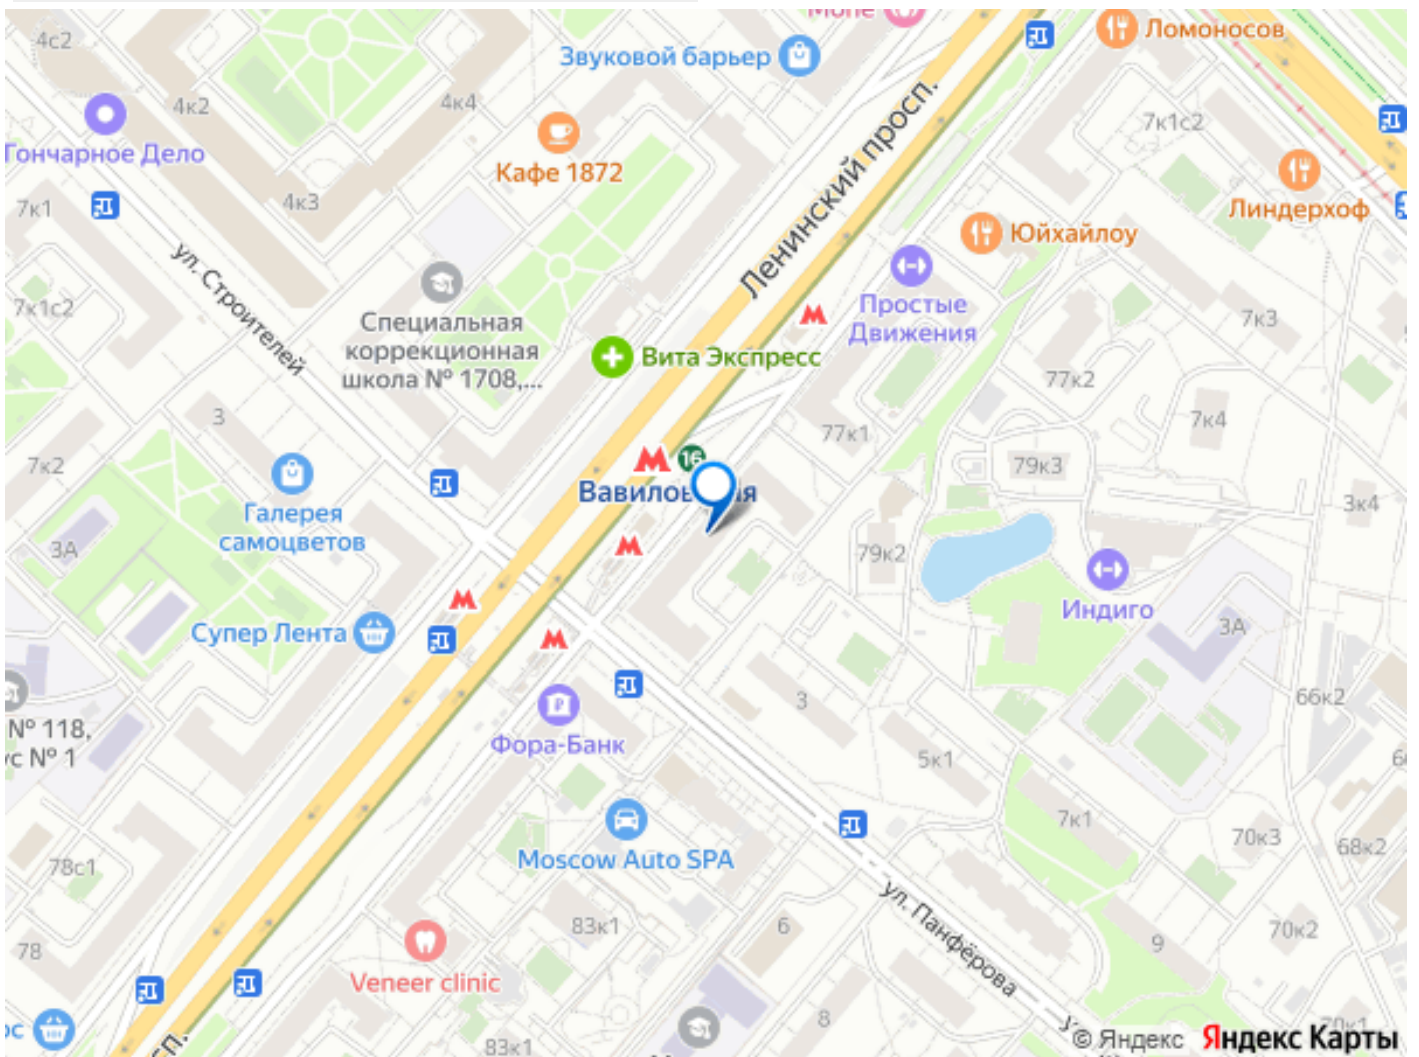 Моне
4с2
Звуковой барьер
Ломоносов
4к2
4к4
7к1с2
Гончарное Дело
Кафе 1872
Ленинский просп.
4к3
Линдерхоф
7к1
Юйхайлоу
ул. Строителей
7к1с2
Специальная
коррекционная
школа № 1708,...
Простые
Движения
7к3
Вита Экспресс
77к2
3
7к4
77к1
7к2
16
79к3
Галерея
самоцветов
3к4
3А
79к2
Индиго
Супер Лента
3А
66к2
3
№ 118,
№ 1
Фора-Банк
5к1
7к1
70к3
68к2
78с1
Moscow Auto SPA
ул. Панфёрова
83к1
6
9
70к2
78
Veneer clinic
8
83к1
© Яндекс Яндекс Карты